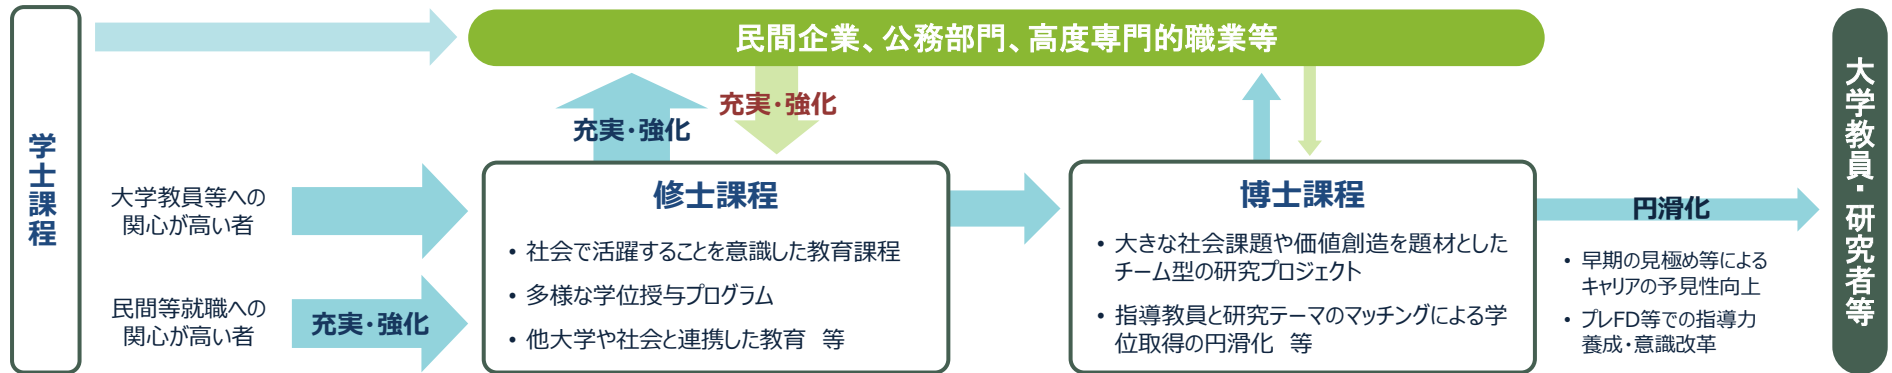 学士課程
民間企業、公務部門、高度専門的職業等
充実・強化
充実・強化
大学教員等への
関心が高い者
民間等就職への
関心が高い者
充実・強化
修士課程
• 社会で活躍することを意識した教育課程
• 多様な学位授与プログラム
• 他大学や社会と連携した教育 等
博士課程
• 大きな社会課題や価値創造を題材とした
チーム型の研究プロジェクト
• 指導教員と研究テーマのマッチングによる学
位取得の円滑化 等
円滑化
• 早期の見極め等による
キャリアの予見性向上
• プレFD等での指導力
養成・意識改革
大学教員・研究者等